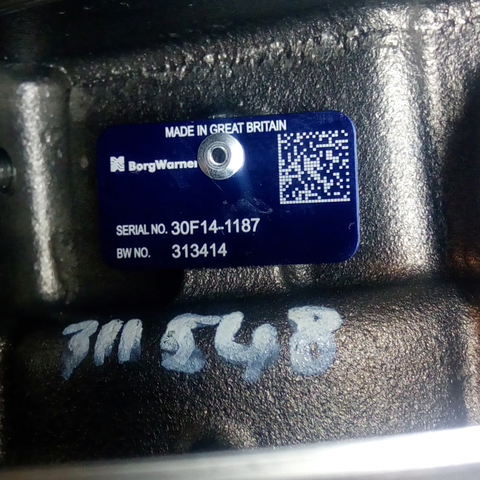 MADE IN GREAT BRITAIN
BorgWarner
SERIAL NO. 30F14-1187
BW NO. 313414
311548